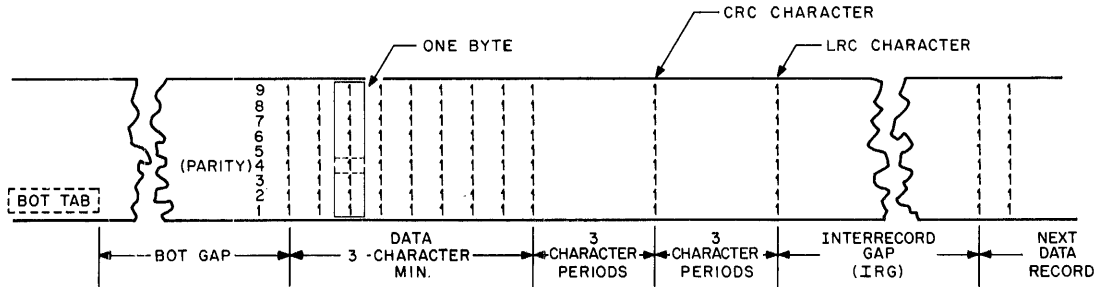 CRC CHARACTER
ONE BYTE
LRC CHARACTER
9
8
7
6
5
(PARITY) 4
3
2
1
BOT TAB
BOT GAP
DATA
3 -CHARACTER
MIN.
3
CHARACTER
PERIODS
3
CHARACTER
PERIODS
INTERRECORD
GAP
(IRG)
NEXT
DATA
RECORD